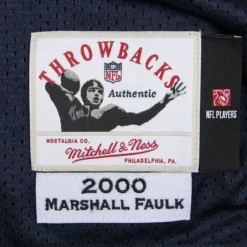 THROWBACKS
NFL
Authentic
NFL PLAYERS
NOSTALGIA CO.
Mitchell & Ness
PHILADELPHIA, PA.
2000
MARSHALL FAULK